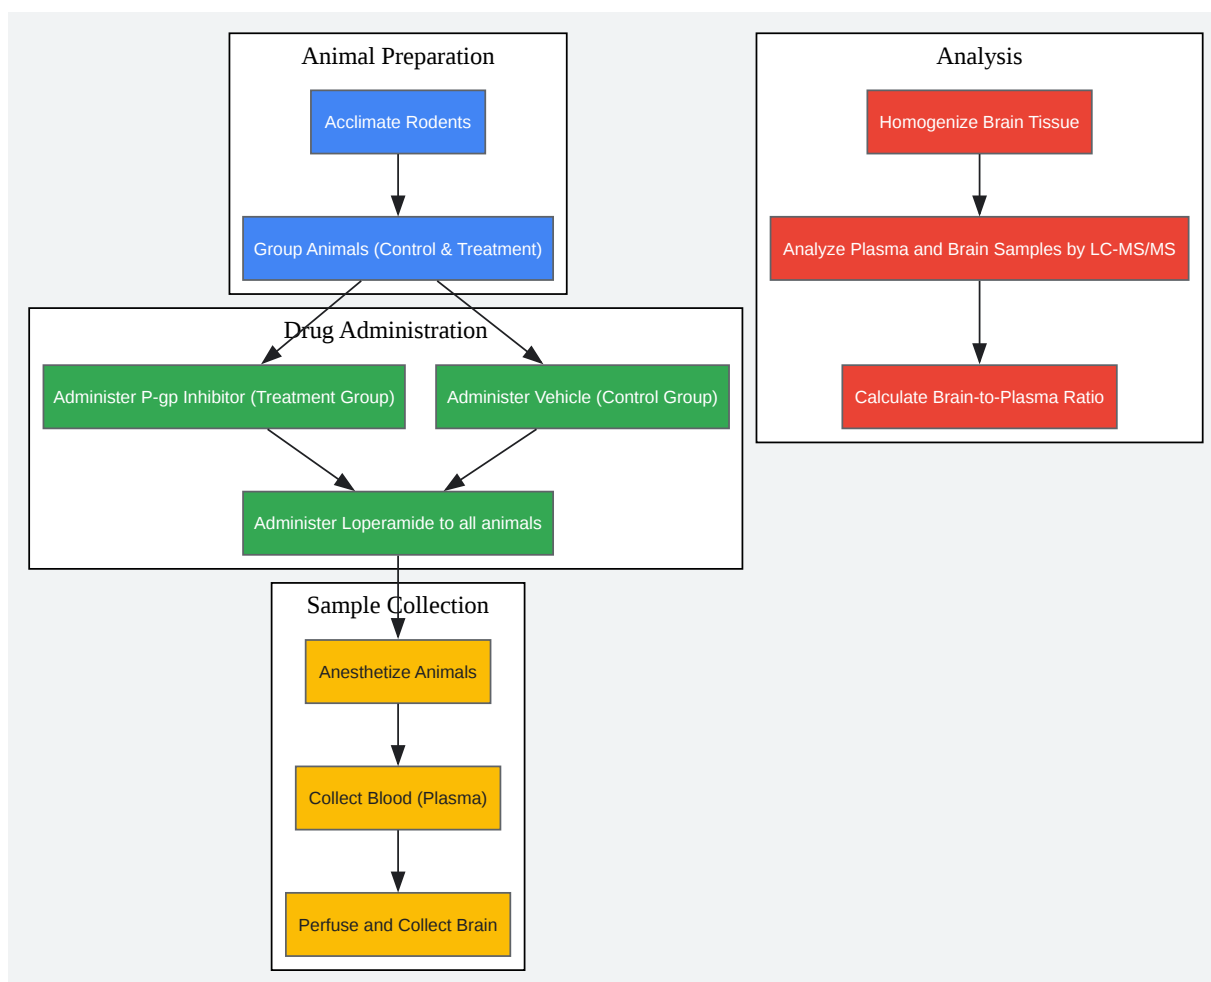 Animal Preparation
Acclimate Rodents
Group Animals (Control & Treatment)
Drug Administration
Administer P-gp Inhibitor (Treatment Group)
Administer Vehicle (Control Group)
Administer Loperamide to all animals
Sample Collection
Anesthetize Animals
Collect Blood (Plasma)
Perfuse and Collect Brain
Analysis
Homogenize Brain Tissue
Analyze Plasma and Brain Samples by LC-MS/MS
Calculate Brain-to-Plasma Ratio